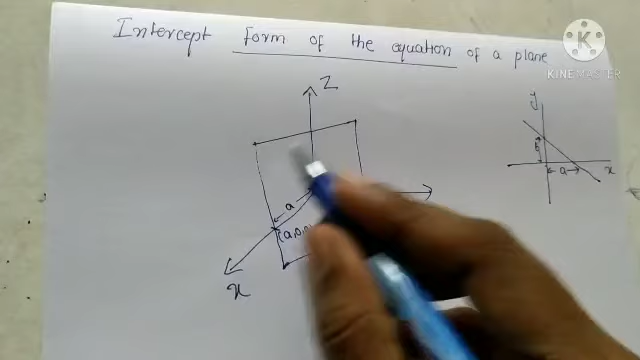 Intercept form of the equation of a plane
K
KINEMASTER
Z
y
a
x
a
x